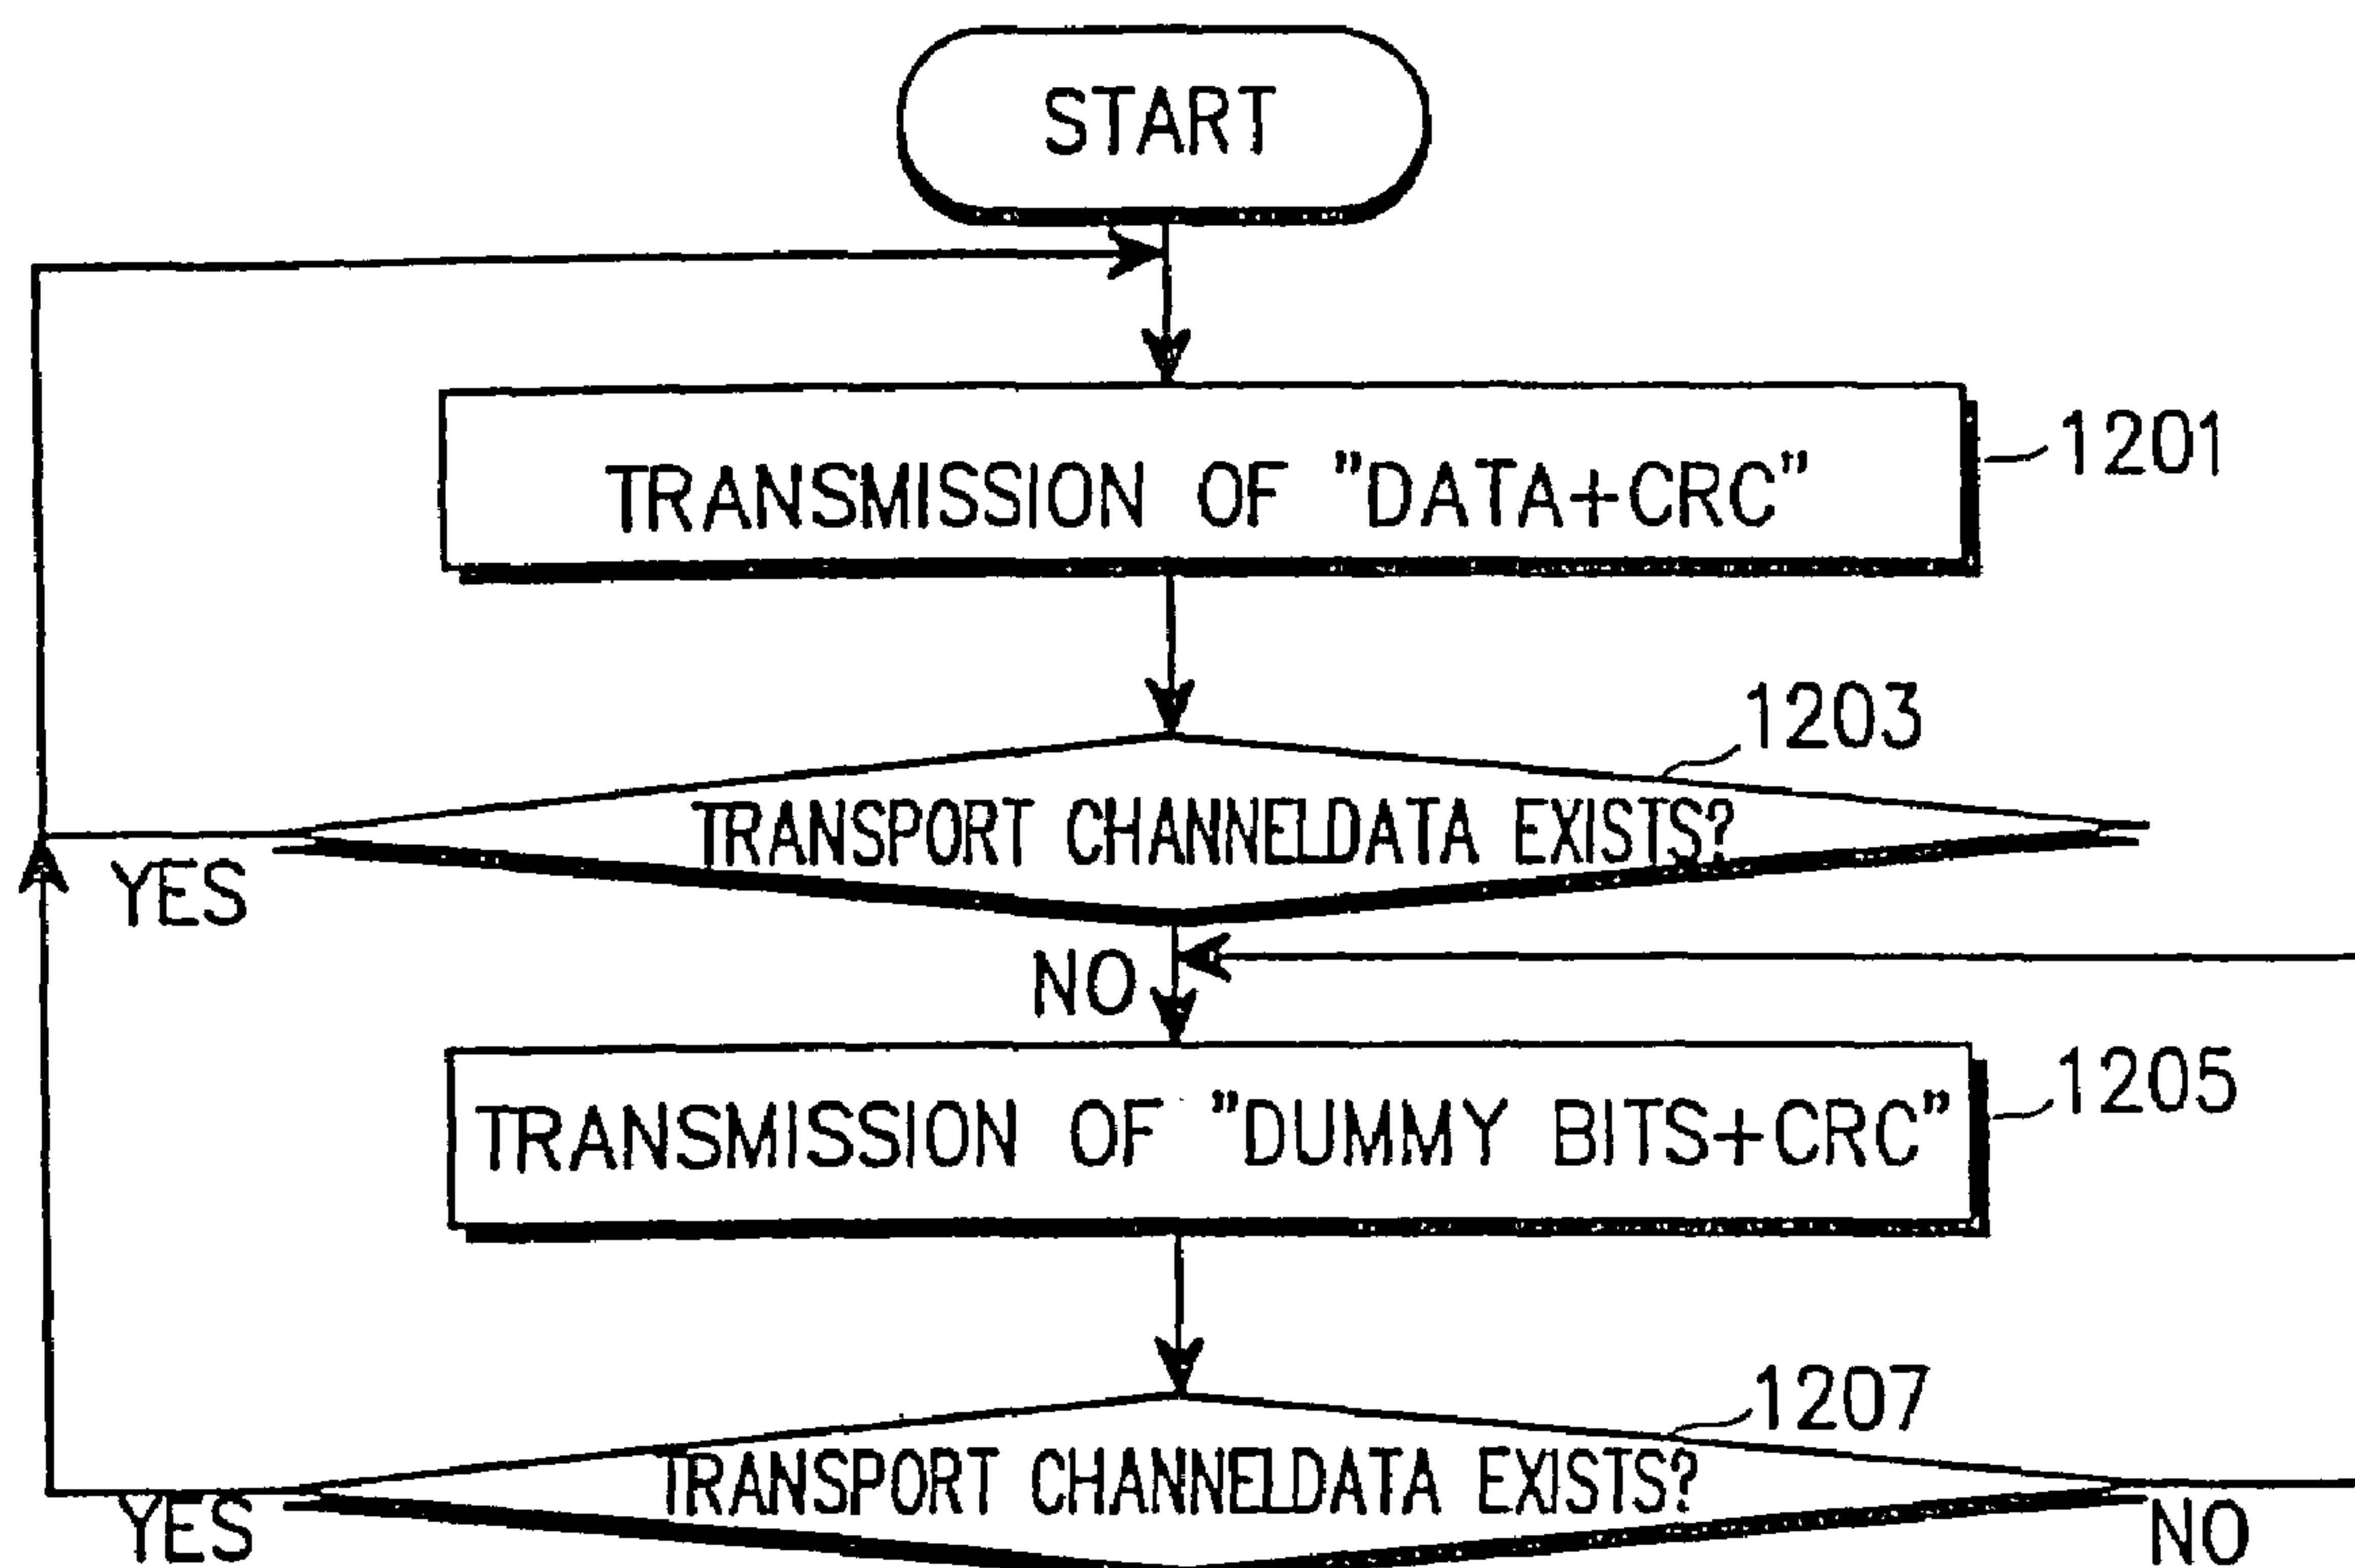 START
TRANSMISSION OF "DATA+CRC"
1201
1203
TRANSPORT CHANNELDATA EXISTS?
YES
NO
TRANSMISSION OF "DUMMY BITS+CRC"
1205
1207
TRANSPORT CHANNELDATA EXISTS?
YES
NO